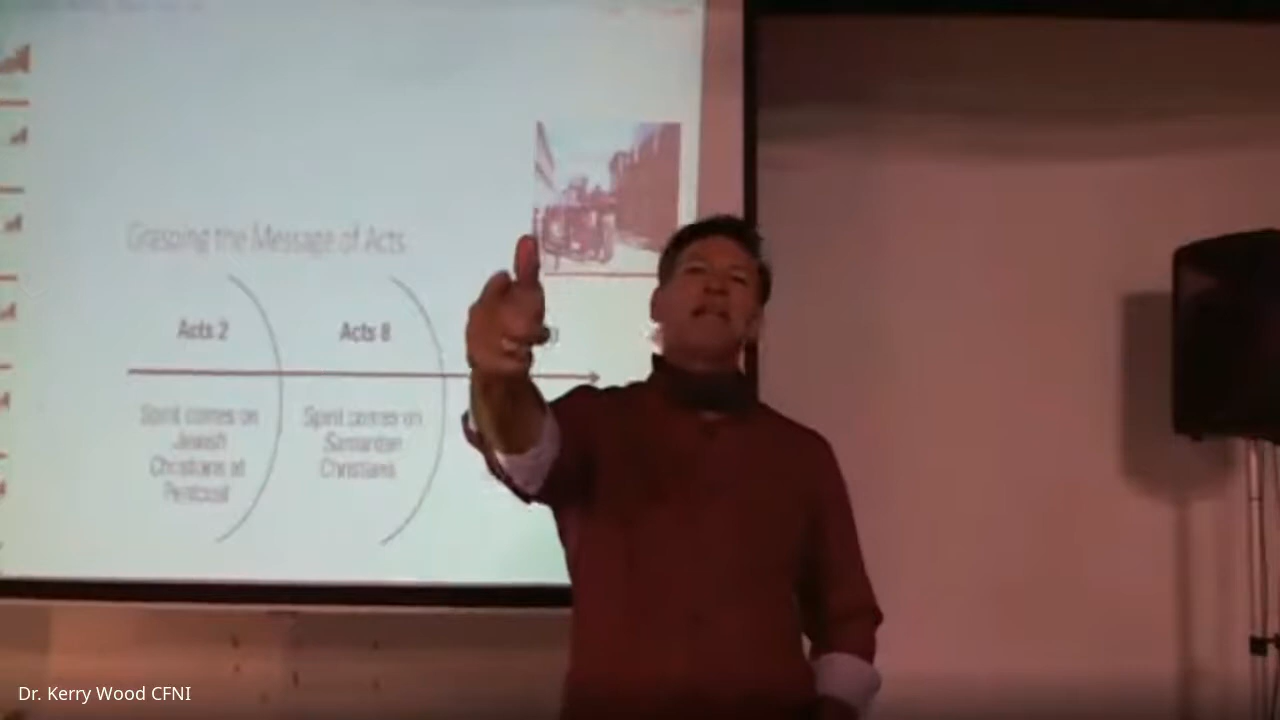 Grasping the Message of Acts
Acts 2
Acts 8
Spirit comes on
Jewish
Christians at
Pentecost
Spirit comes on
Samaritan
Christians
Dr. Kerry Wood CFNI